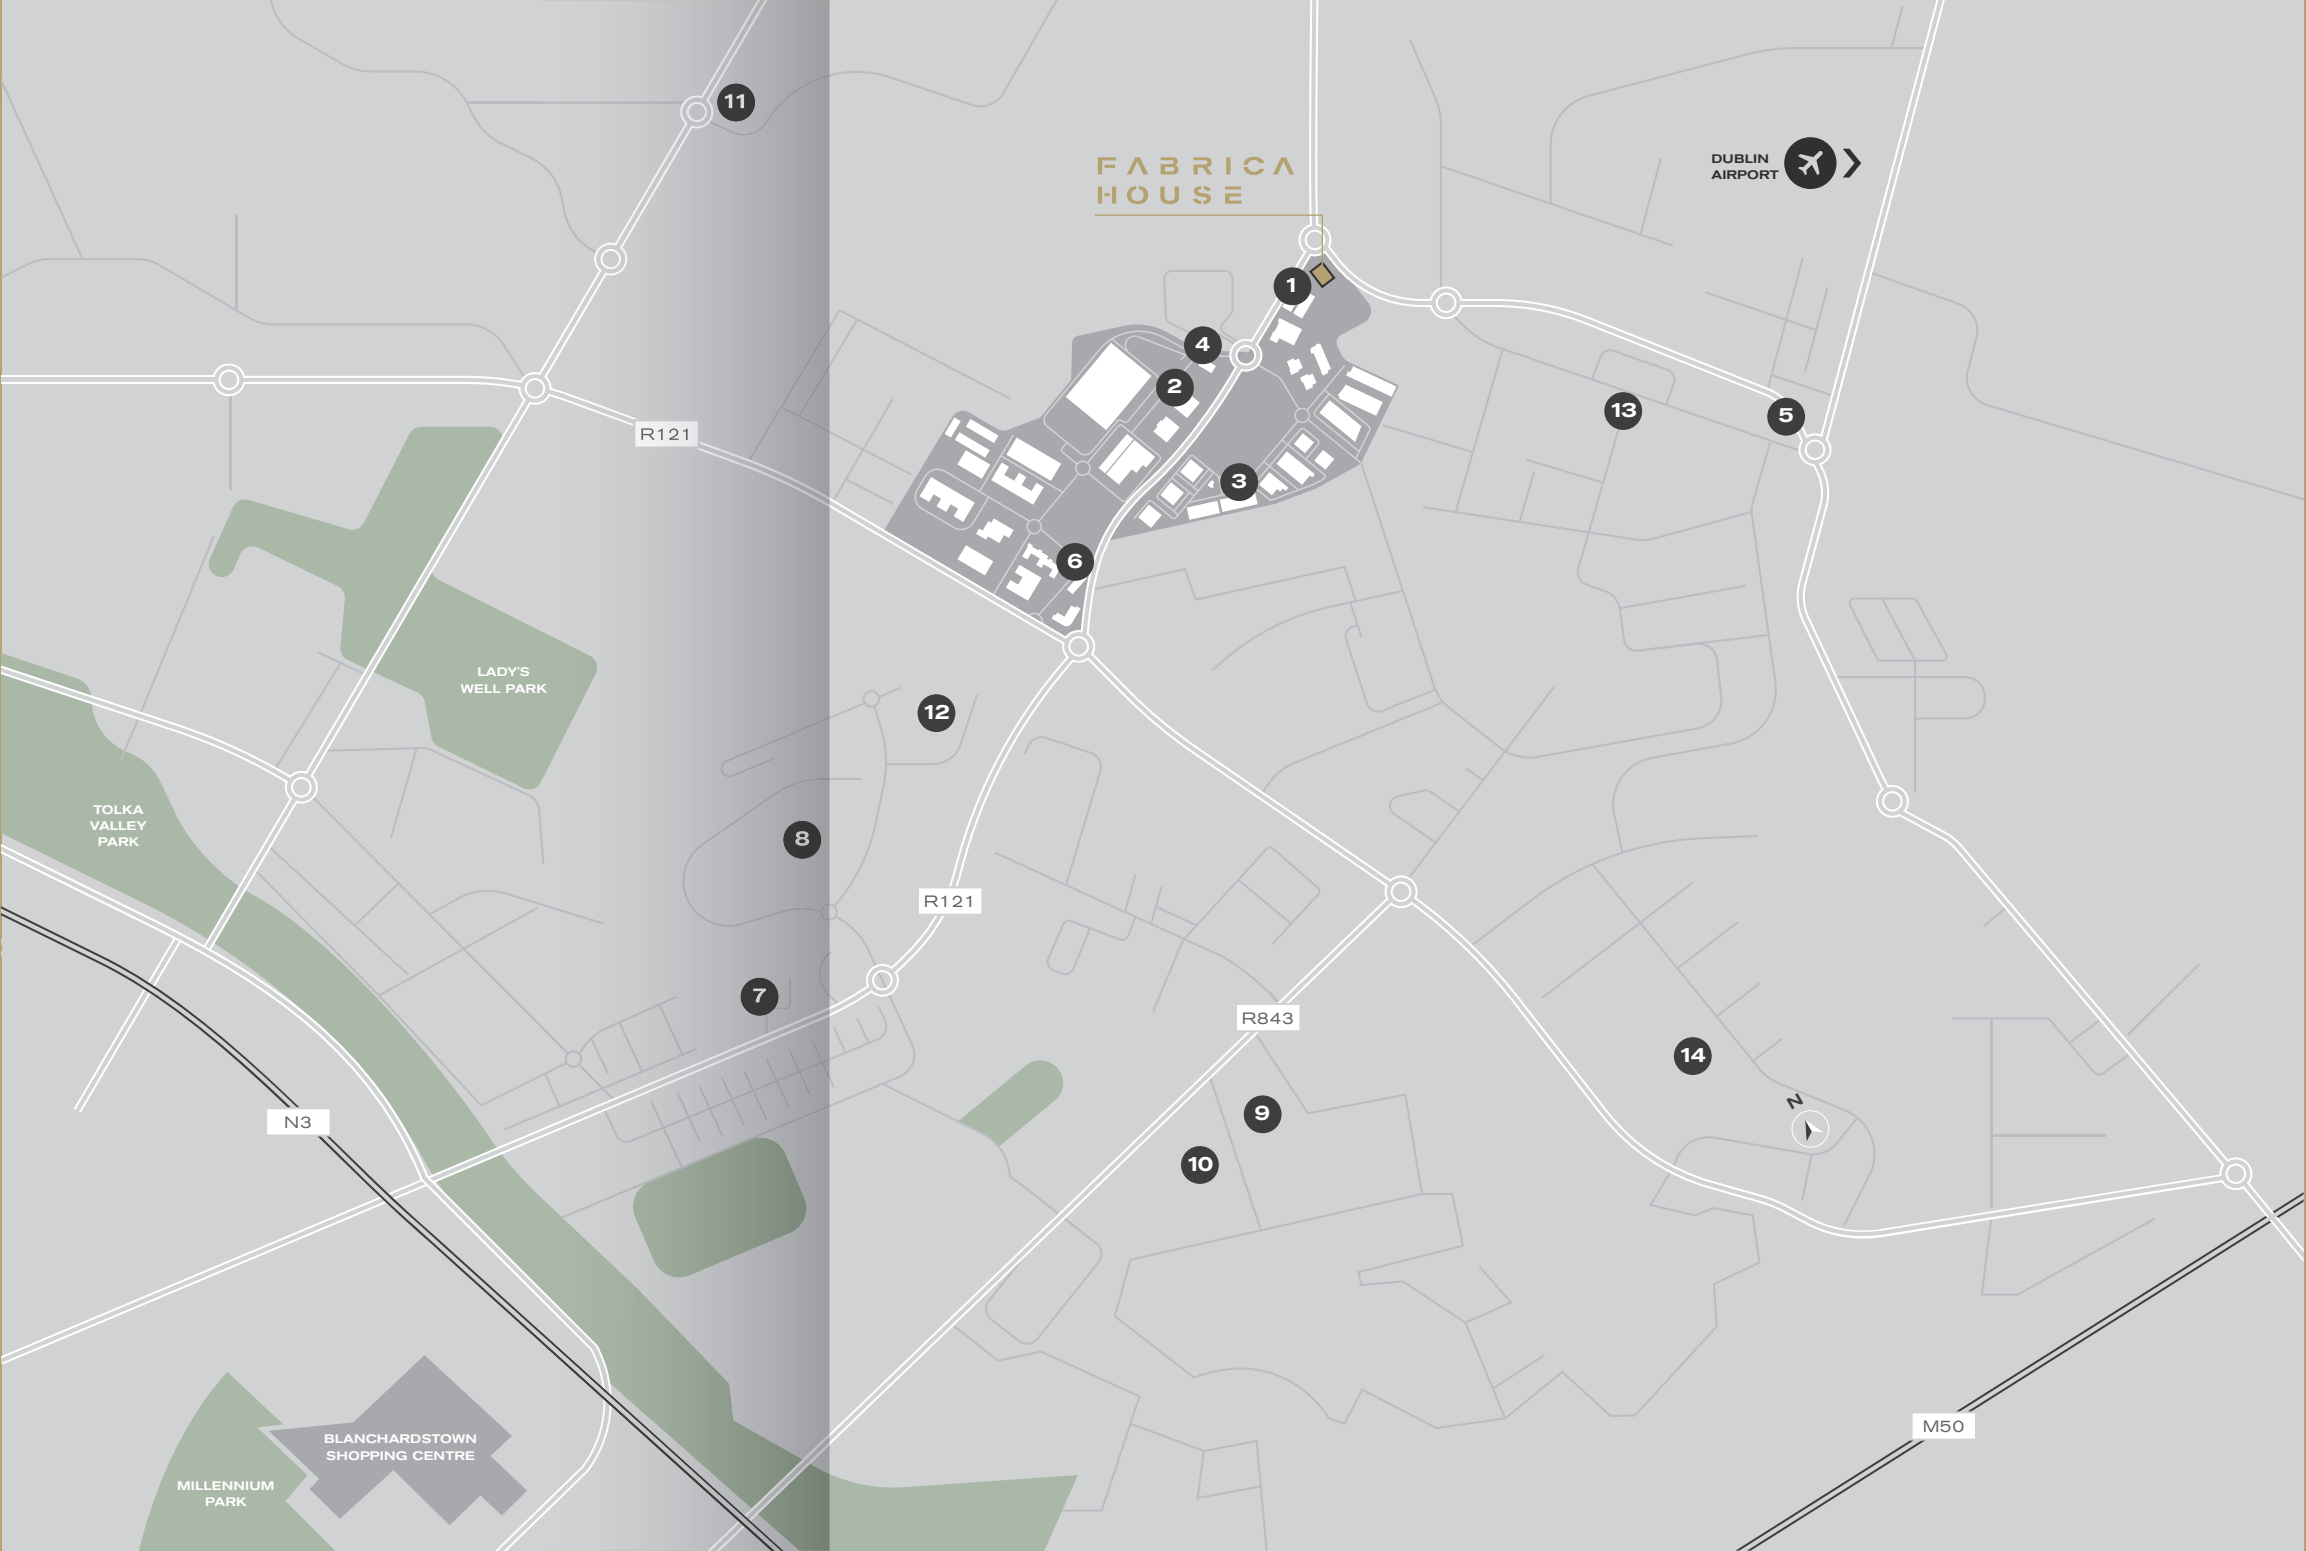 11
FABRICA
HOUSE
DUBLIN
AIRPORT
1
4
2
13
5
R121
3
6
LADY'S
WELL PARK
12
TOLKA
VALLEY
PARK
8
R121
7
R843
14
N
9
N3
10
M50
BLANCHARDSTOWN
SHOPPING CENTRE
MILLENNIUM
PARK